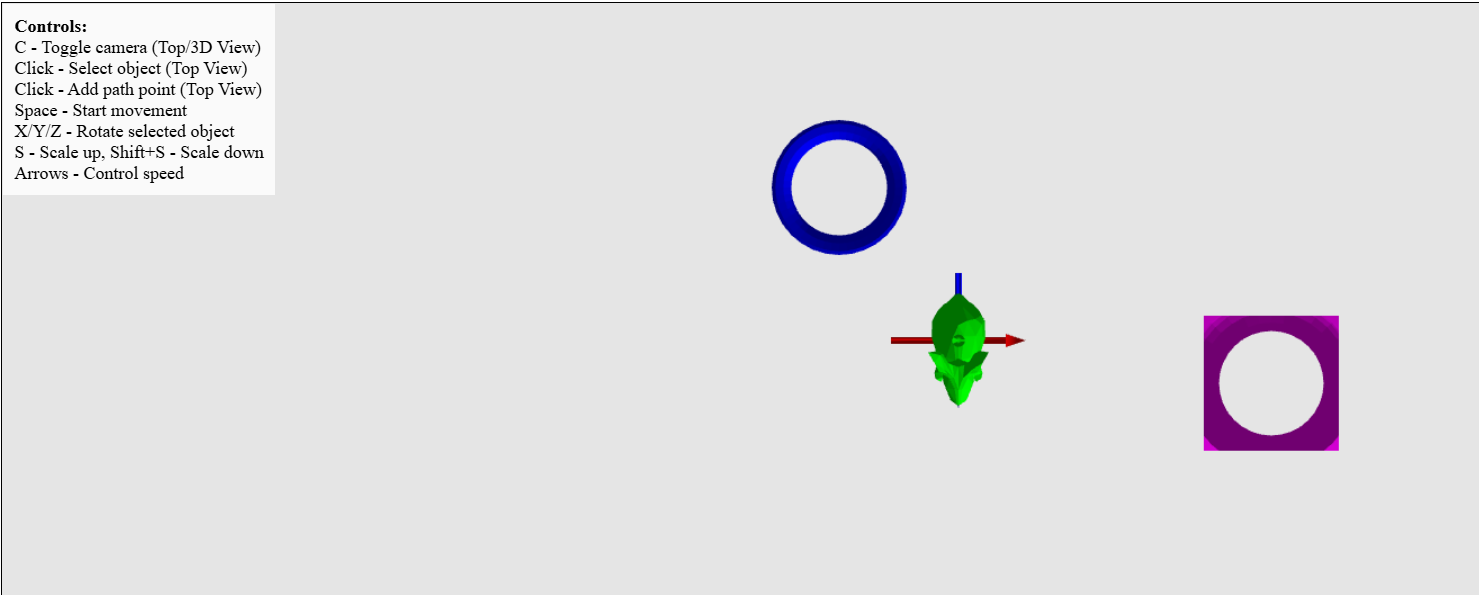 Controls:
C - Toggle camera (Top/3D View)
Click - Select object (Top View)
Click - Add path point (Top View)
Space - Start movement
X/Y/Z - Rotate selected object
S - Scale up, Shift+S - Scale down
Arrows - Control speed